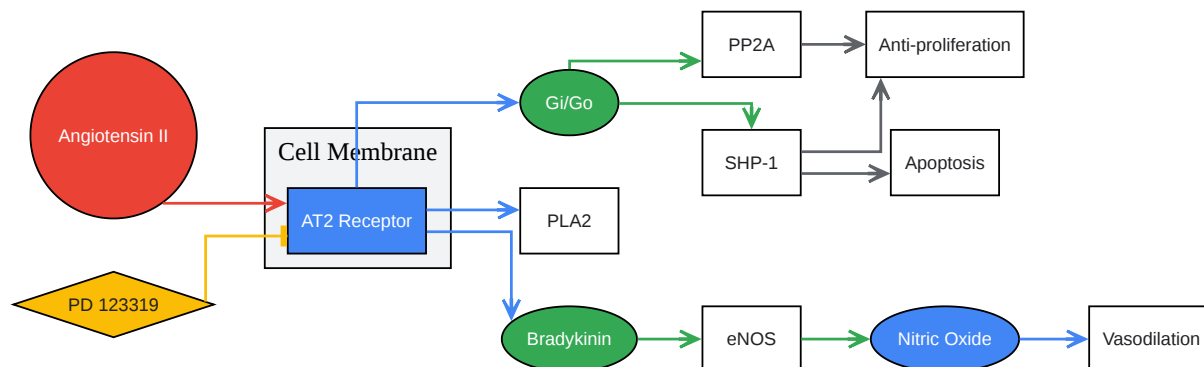 PP2A
Anti-proliferation
Gi/Go
Angiotensin II
Cell Membrane
SHP-1
Apoptosis
AT2 Receptor
PLA2
PD 123319
Bradykinin
eNOS
Nitric Oxide
Vasodilation